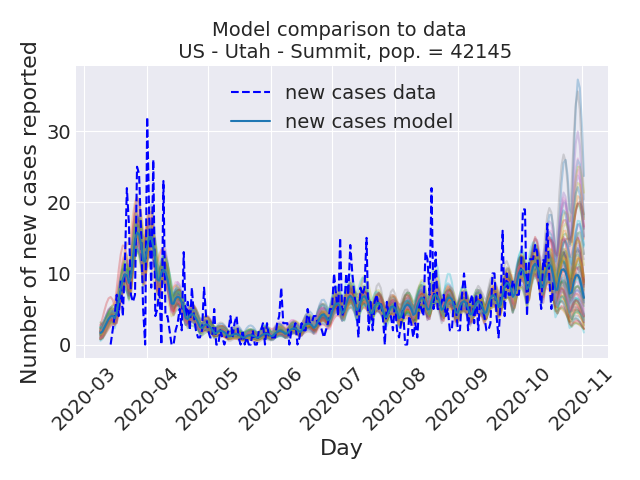 Model comparison to data
US - Utah - Summit, pop. = 42145
new cases data
new cases model
Number of new cases reported
30
20
10
0
2020-03
2020-04
2020-05
2020-06
2020-07
2020-08
2020-09
2020-10
2020-11
Day